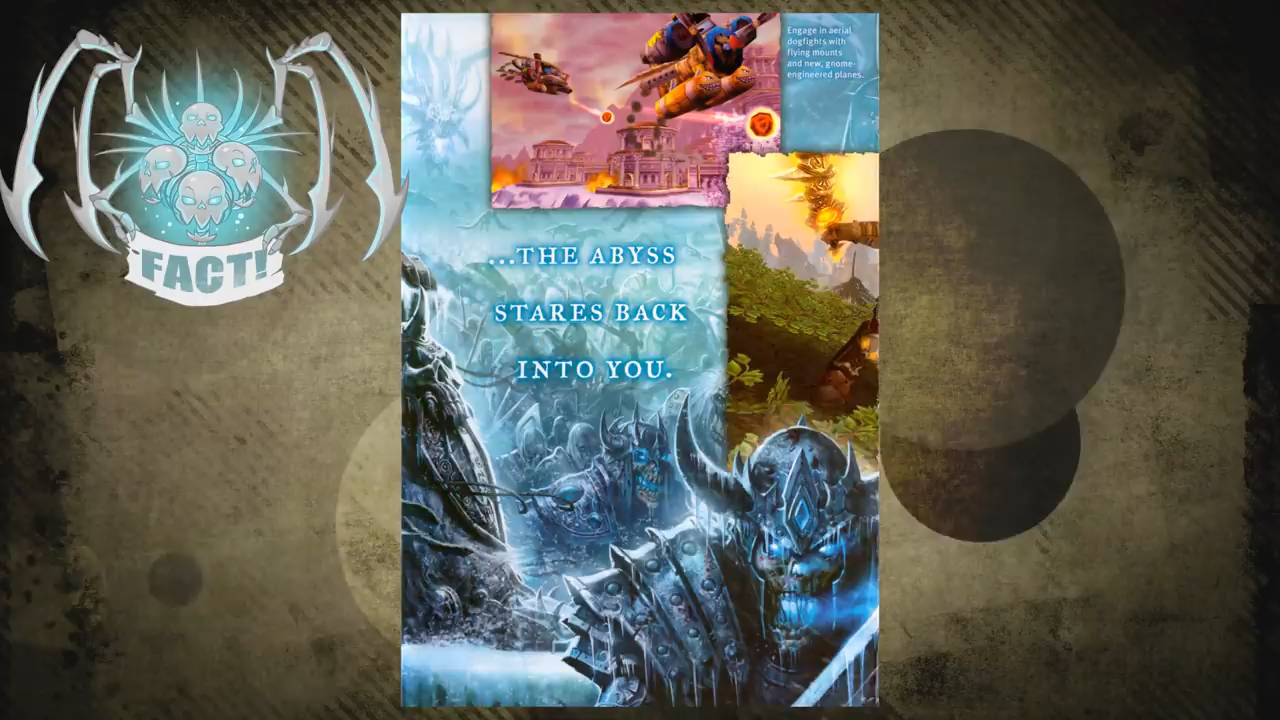 FACT!
Engage in aerial
dogfights with
flying mounts
and new, gnome-
engineered planes.
...THE ABYSS
STARES BACK
INTO YOU.